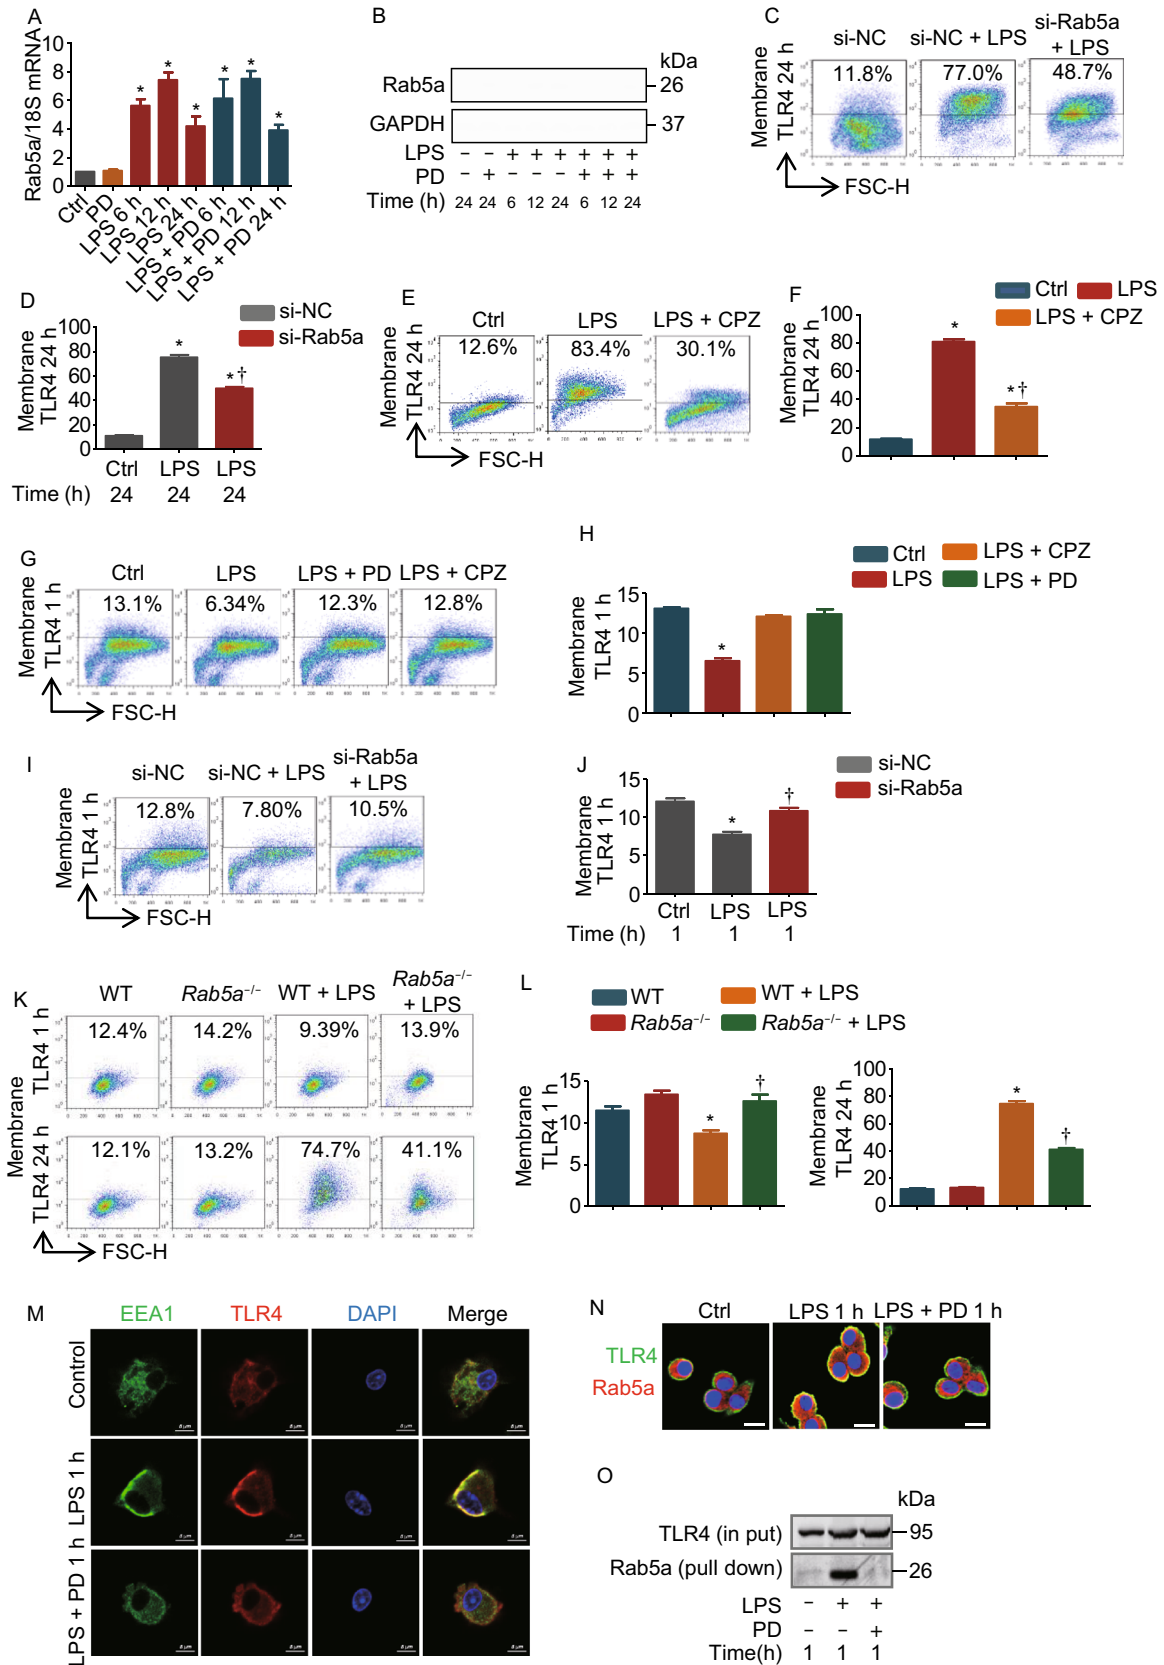 A
Rab5a/18S mRNA
10
8
6
4
2
0
* * * * * *
Ctrl
PD
LPS 6 h
LPS 12 h
LPS 24 h
LPS + PD 6 h
LPS + PD 12 h
LPS + PD 24 h
B
kDa
Rab5a 26
GAPDH 37
LPS − − + + + + + +
PD − + − − − + + +
Time (h) 24 24 6 12 24 6 12 24
C
si-NC si-NC + LPS si-Rab5a + LPS
Membrane TLR4 24 h
11.8% 77.0% 48.7%
FSC-H
D
si-NC
si-Rab5a
Membrane TLR4 24 h
100
80
60
40
20
0
* *†
Ctrl LPS LPS
Time (h) 24 24 24
E
Ctrl LPS LPS + CPZ
Membrane TLR4 24 h
12.6% 83.4% 30.1%
FSC-H
F
Ctrl LPS
LPS + CPZ
Membrane TLR4 24 h
100
80
60
40
20
0
* *†
G
Ctrl LPS LPS + PD LPS + CPZ
Membrane TLR4 1 h
13.1% 6.34% 12.3% 12.8%
FSC-H
H
Ctrl LPS + CPZ
LPS LPS + PD
Membrane TLR4 1 h
15
10
5
0
*
I
si-NC si-NC + LPS si-Rab5a + LPS
Membrane TLR4 1 h
12.8% 7.80% 10.5%
FSC-H
J
si-NC
si-Rab5a
Membrane TLR4 1 h
15
10
5
0
* †
Ctrl LPS LPS
Time (h) 1 1 1
K
WT Rab5a−/− WT + LPS Rab5a−/− + LPS
Membrane
TLR4 1 h
12.4% 14.2% 9.39% 13.9%
TLR4 24 h
12.1% 13.2% 74.7% 41.1%
FSC-H
L
WT WT + LPS
Rab5a−/− Rab5a−/− + LPS
Membrane TLR4 1 h
15
10
5
0
* †
Membrane TLR4 24 h
100
80
60
40
20
0
* †
M
EEA1 TLR4 DAPI Merge
Control
LPS 1 h
LPS + PD 1 h
N
Ctrl LPS 1 h LPS + PD 1 h
TLR4
Rab5a
O
kDa
TLR4 (in put) 95
Rab5a (pull down) 26
LPS − + +
PD − − +
Time(h) 1 1 1